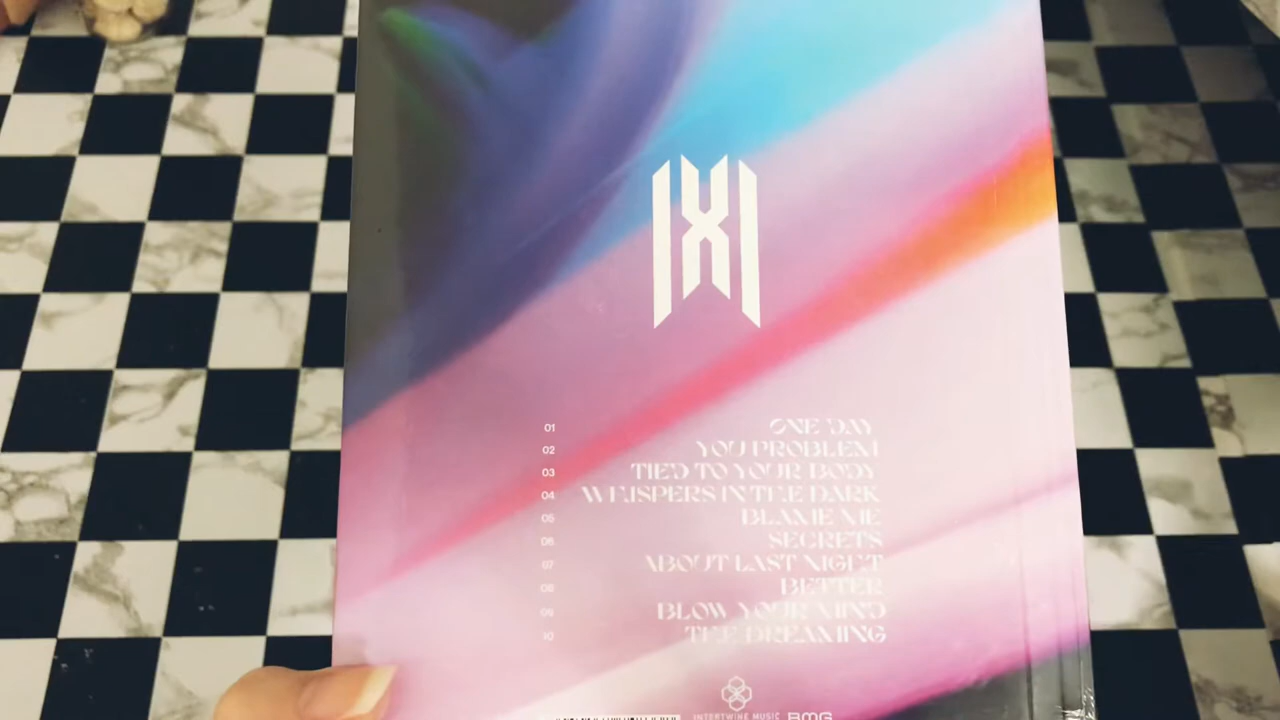 01 ONE DAY
02 YOU PROBLEM
03 TIED TO YOUR BODY
04 WHISPERS IN THE DARK
05 BLAME ME
06 SECRETS
07 ABOUT LAST NIGHT
08 BETTER
09 BLOW YOUR MIND
10 THE DREAMING
INTERTWINE MUSIC BMG